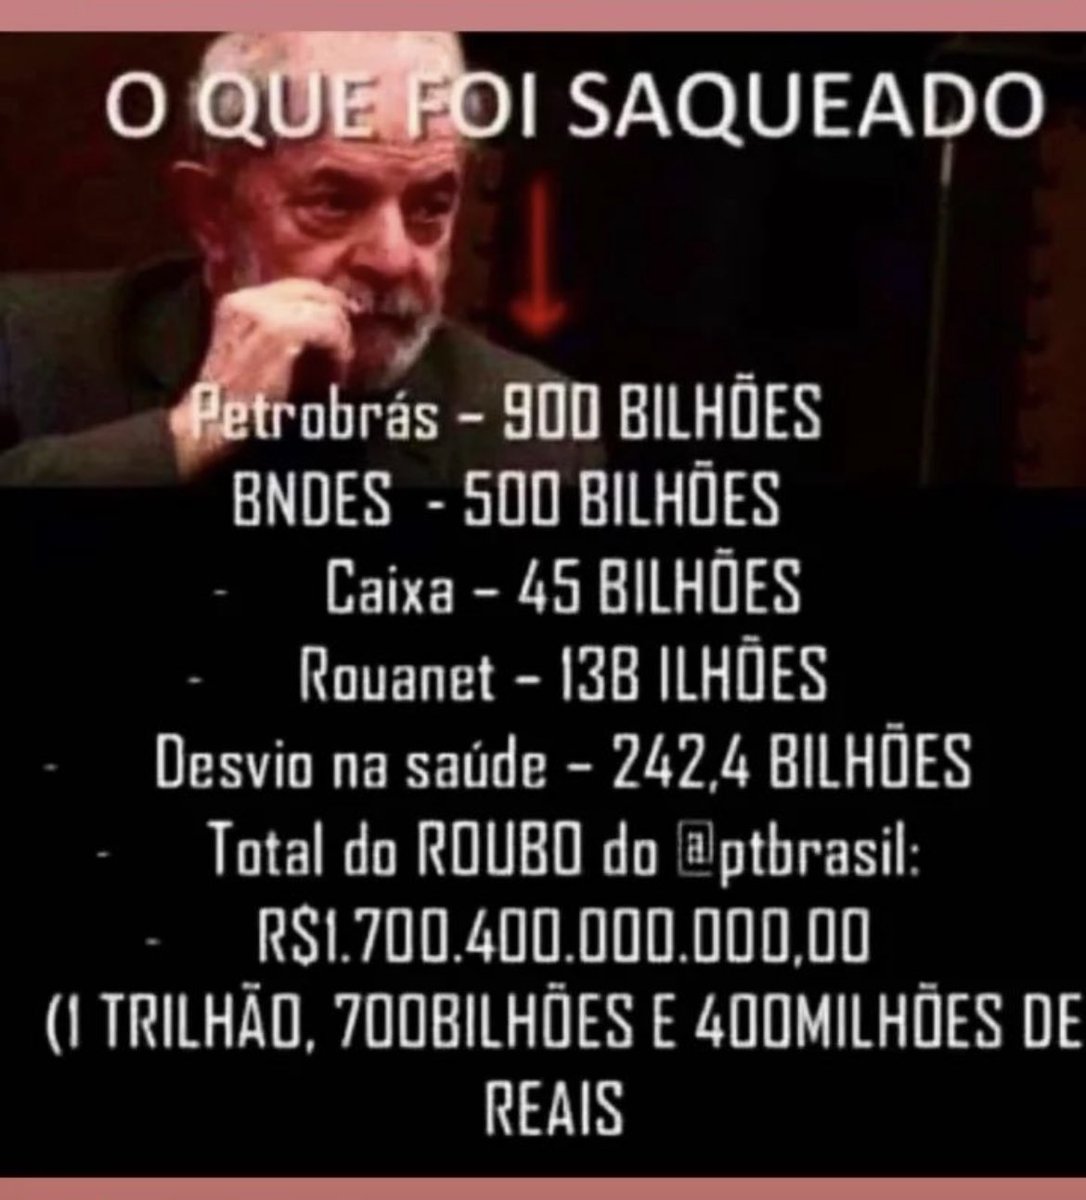 O QUE FOI SAQUEADO
Petrobrás – 900 BILHÕES
BNDES - 500 BILHÕES
- Caixa – 45 BILHÕES
- Rouanet – 13B ILHÕES
- Desvio na saúde – 242,4 BILHÕES
- Total do ROUBO do @ptbrasil:
- R$1.700.400.000.000,00
(1 TRILHÃO, 700BILHÕES E 400MILHÕES DE
REAIS